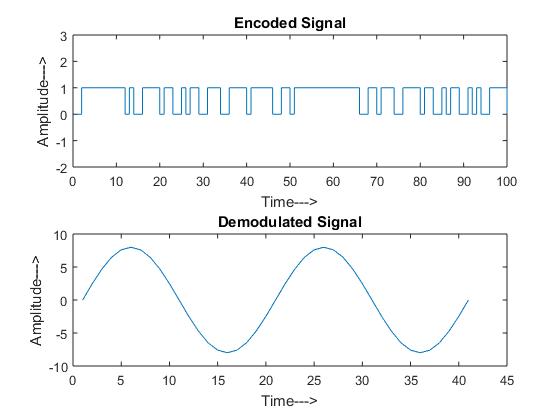 Encoded Signal
3
2
1
0
-1
-2
Amplitude--->
0 10 20 30 40 50 60 70 80 90 100
Time--->
Demodulated Signal
10
5
0
-5
-10
Amplitude--->
0 5 10 15 20 25 30 35 40 45
Time--->